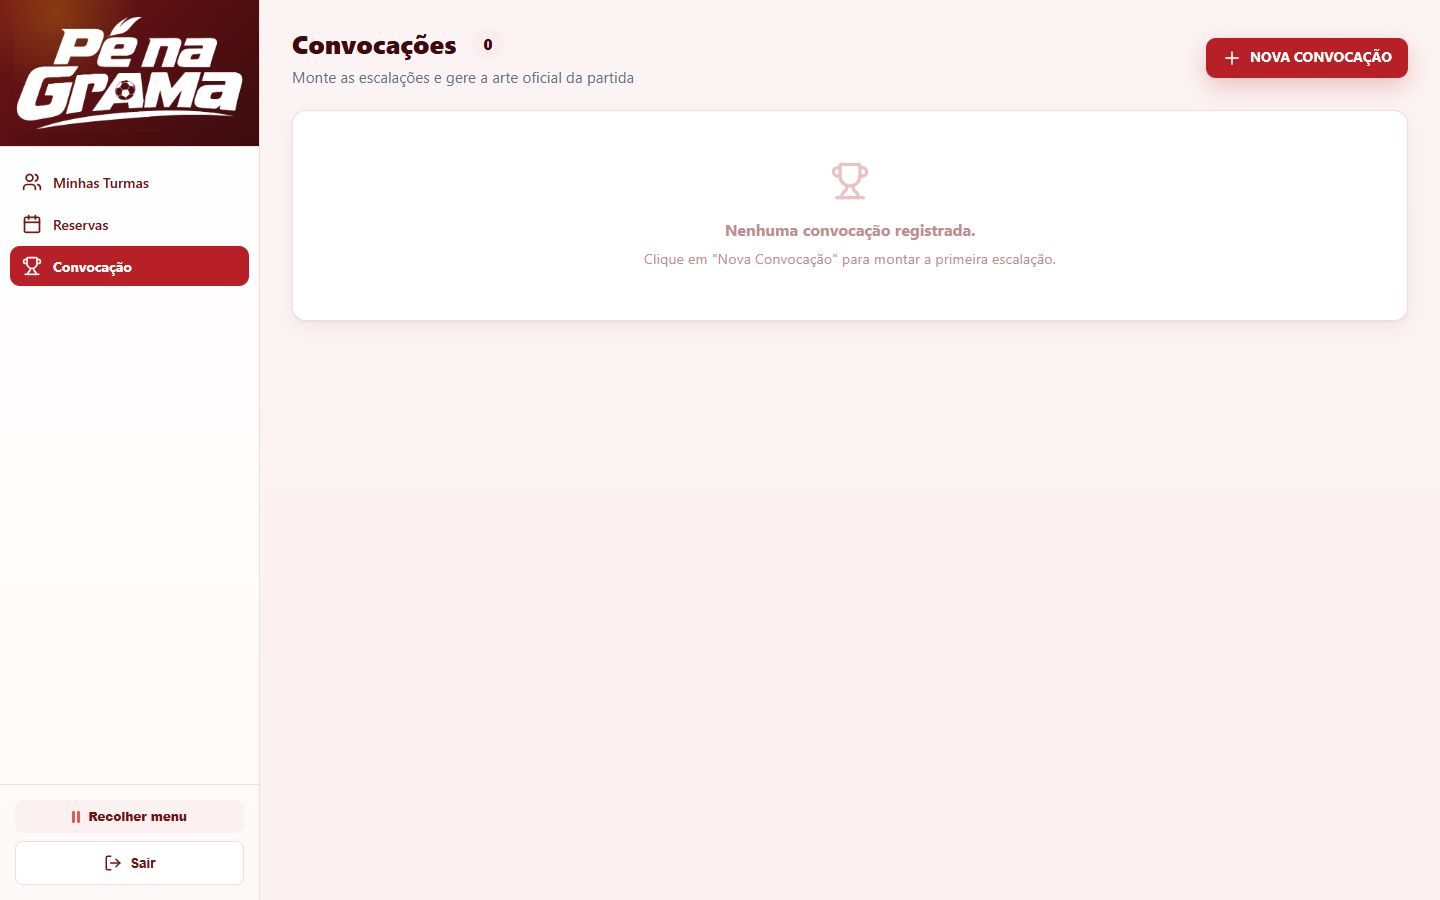 Pé na
GrAMa
Minhas Turmas
Reservas
Convocação
Recolher menu
Sair
Convocações 0
Monte as escalações e gere a arte oficial da partida
NOVA CONVOCAÇÃO
Nenhuma convocação registrada.
Clique em "Nova Convocação" para montar a primeira escalação.